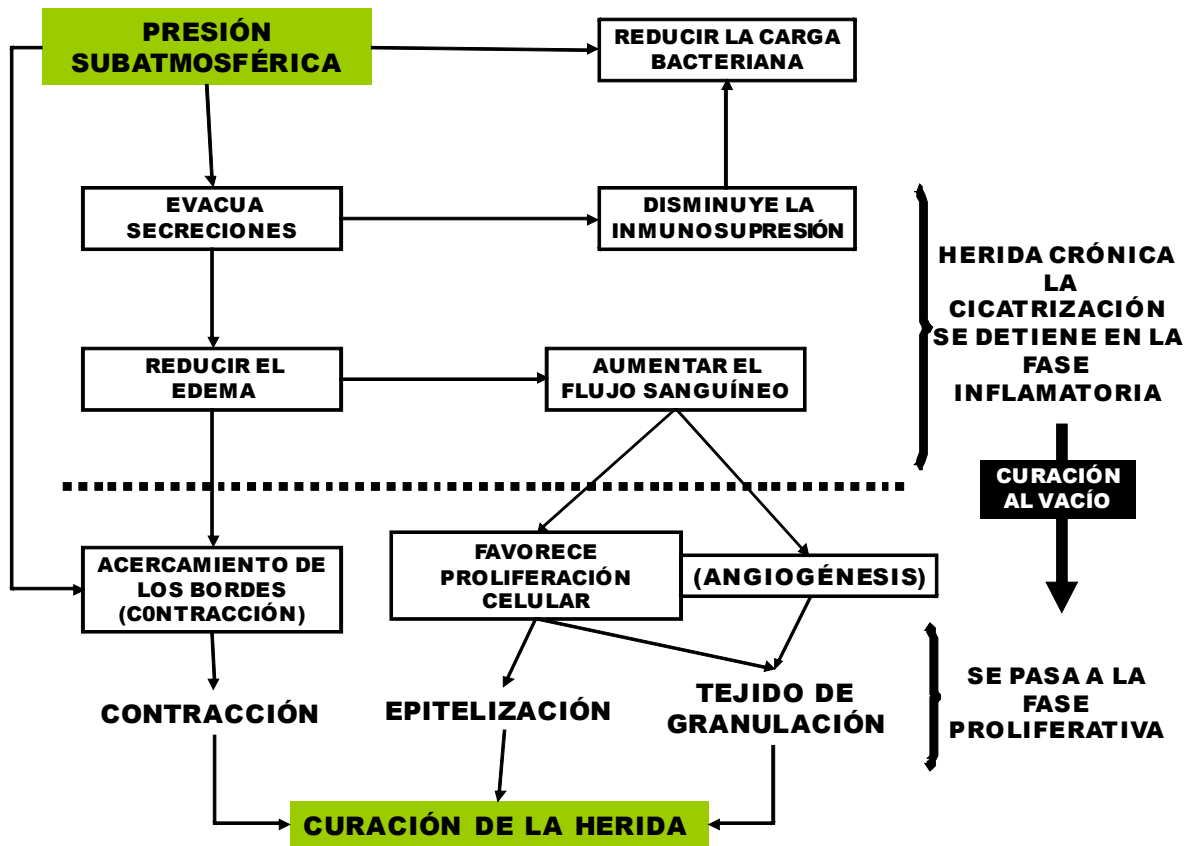 PRESIÓN
SUBATMOSFÉRICA
REDUCIR LA CARGA
BACTERIANA
EVACUA
SECRECIONES
DISMINUYE LA
INMUNOSUPRESIÓN
HERIDA CRÓNICA
LA
CICATRIZACIÓN
SE DETIENE EN LA
FASE
INFLAMATORIA
REDUCIR EL
EDEMA
AUMENTAR EL
FLUJO SANGUÍNEO
CURACIÓN
AL VACÍO
ACERCAMIENTO DE
LOS BORDES
(C0NTRACCIÓN)
FAVORECE
PROLIFERACIÓN
CELULAR
(ANGIOGÉNESIS)
CONTRACCIÓN
EPITELIZACIÓN
TEJIDO DE
GRANULACIÓN
SE PASA A LA
FASE
PROLIFERATIVA
CURACIÓN DE LA HERIDA